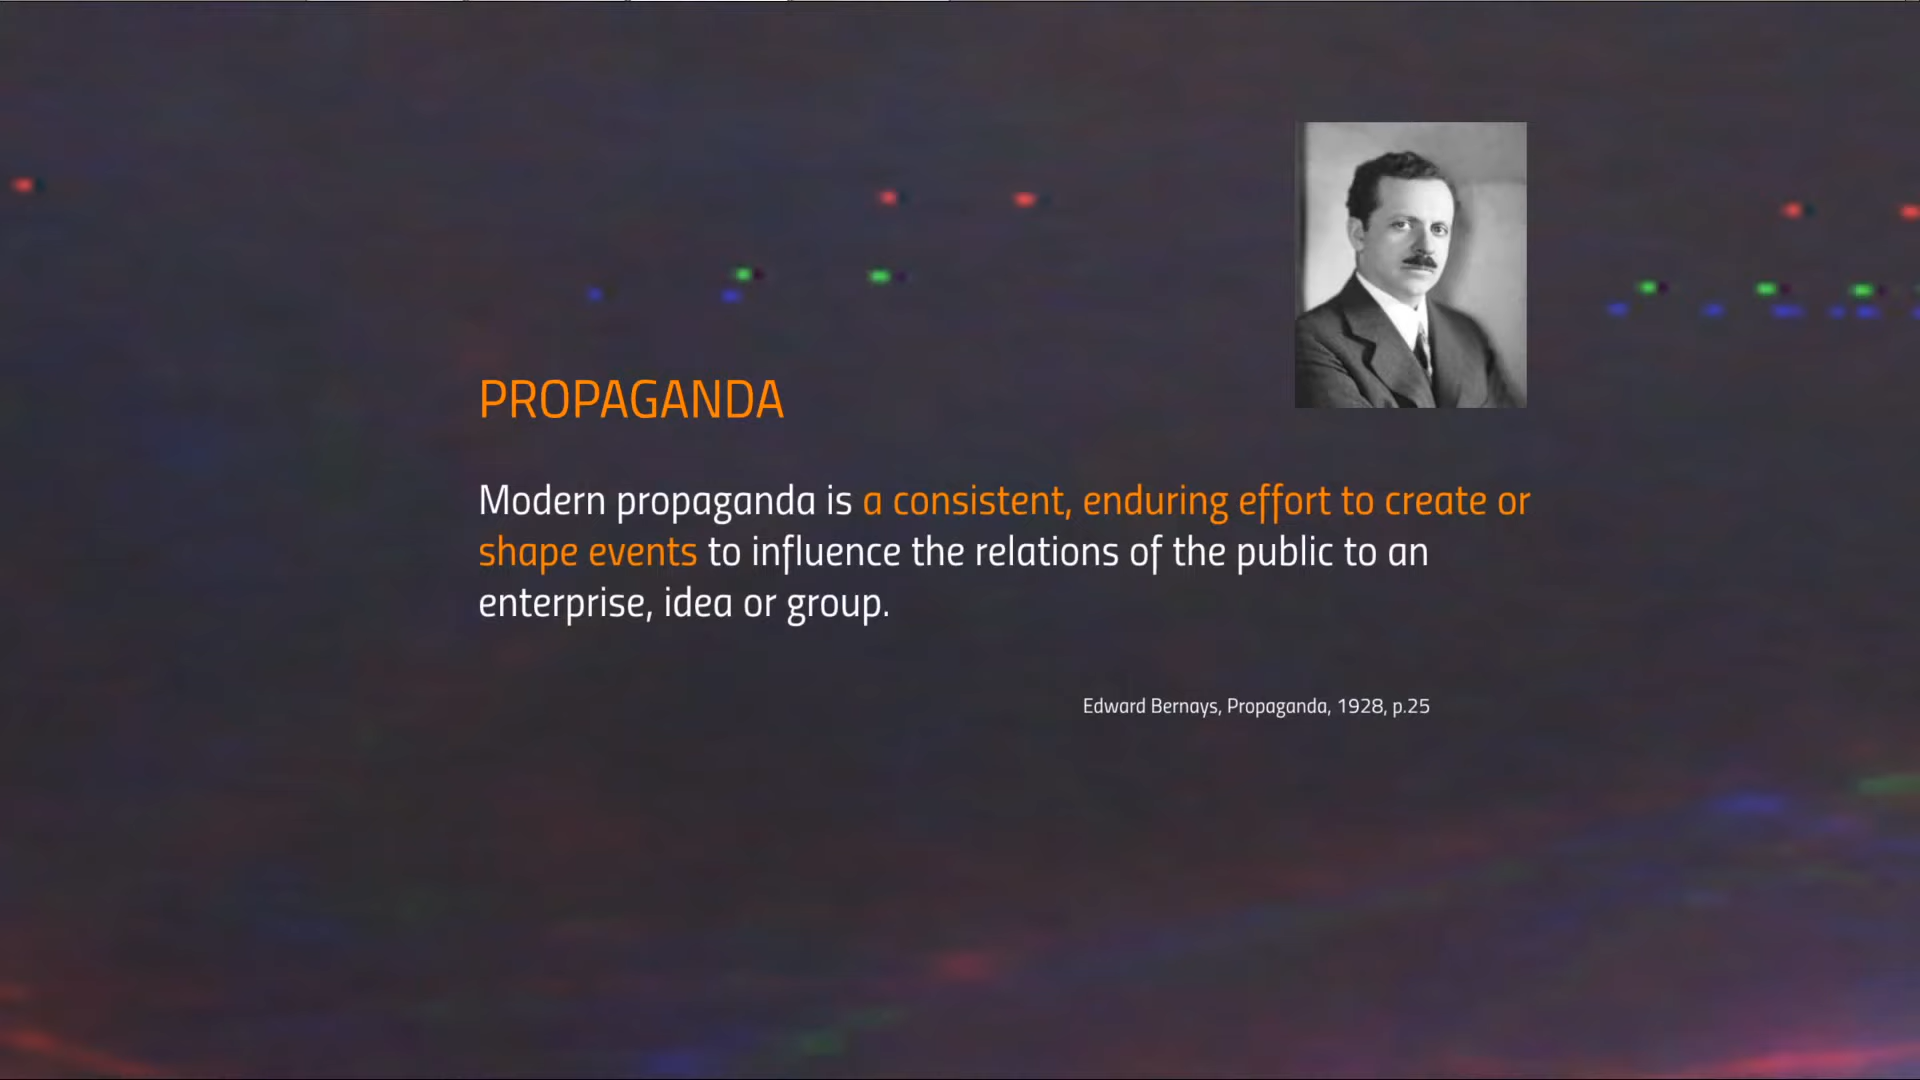 PROPAGANDA
Modern propaganda is a consistent, enduring effort to create or
shape events to influence the relations of the public to an
enterprise, idea or group.
Edward Bernays, Propaganda, 1928, p.25